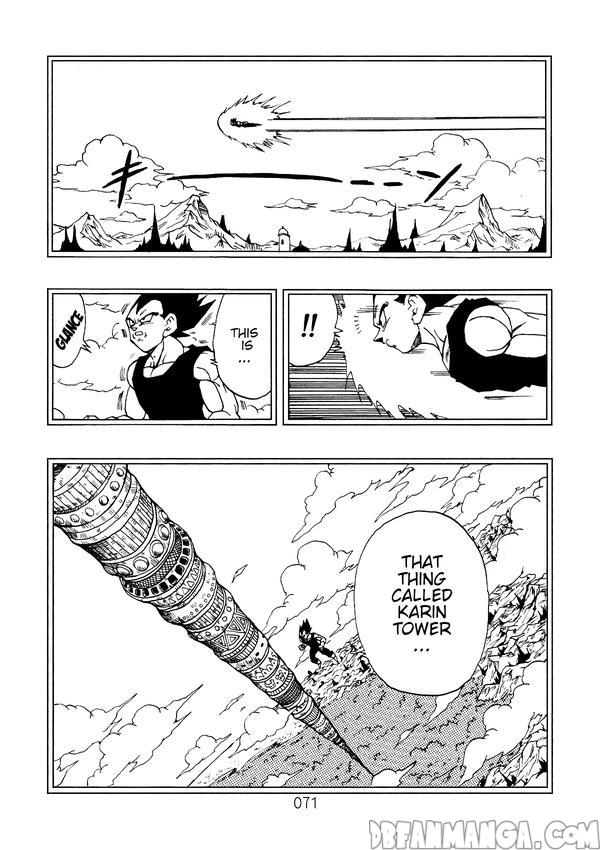 !!
THIS
IS
...
GLANCE
THAT
THING
CALLED
KARIN
TOWER
...
071
DBFANMANGA.COM